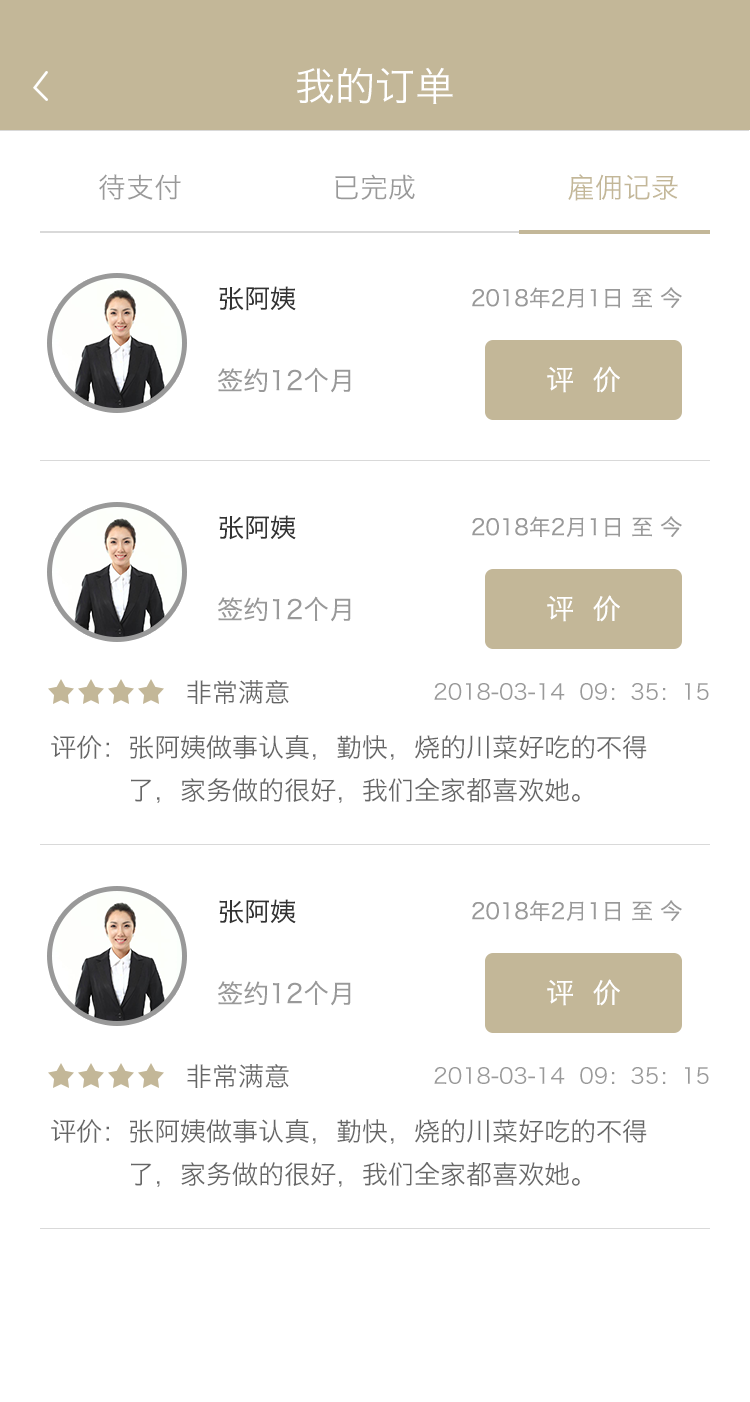 我的订单
待支付 已完成 雇佣记录
张阿姨 2018年2月1日 至 今
签约12个月 评 价
张阿姨 2018年2月1日 至 今
签约12个月 评 价
非常满意 2018-03-14 09：35：15
评价：张阿姨做事认真，勤快，烧的川菜好吃的不得
了，家务做的很好，我们全家都喜欢她。
张阿姨 2018年2月1日 至 今
签约12个月 评 价
非常满意 2018-03-14 09：35：15
评价：张阿姨做事认真，勤快，烧的川菜好吃的不得
了，家务做的很好，我们全家都喜欢她。